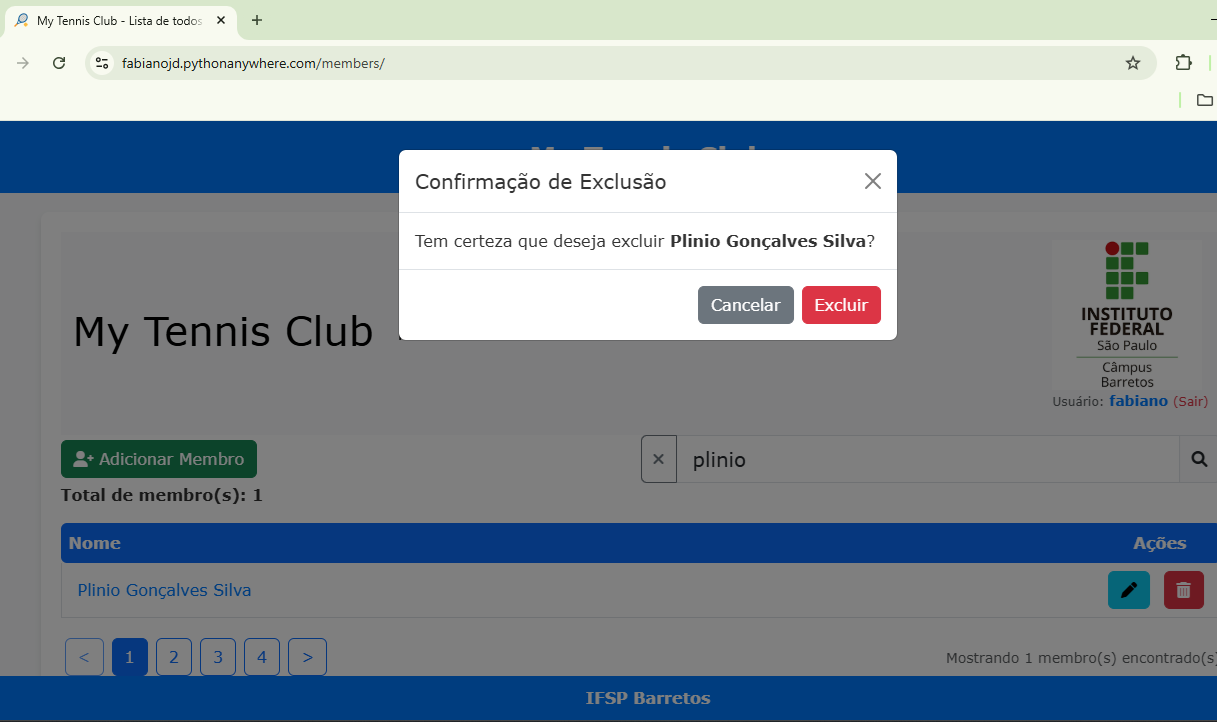 My Tennis Club - Lista de todos
fabianojd.pythonanywhere.com/members/
My Tennis Club
Confirmação de Exclusão
Tem certeza que deseja excluir Plinio Gonçalves Silva?
Cancelar Excluir
My Tennis Club
INSTITUTO
FEDERAL
São Paulo
Câmpus
Barretos
Usuário: fabiano (Sair)
Adicionar Membro
plinio
Total de membro(s): 1
Nome Ações
Plinio Gonçalves Silva
< 1 2 3 4 >
Mostrando 1 membro(s) encontrado(s)
IFSP Barretos